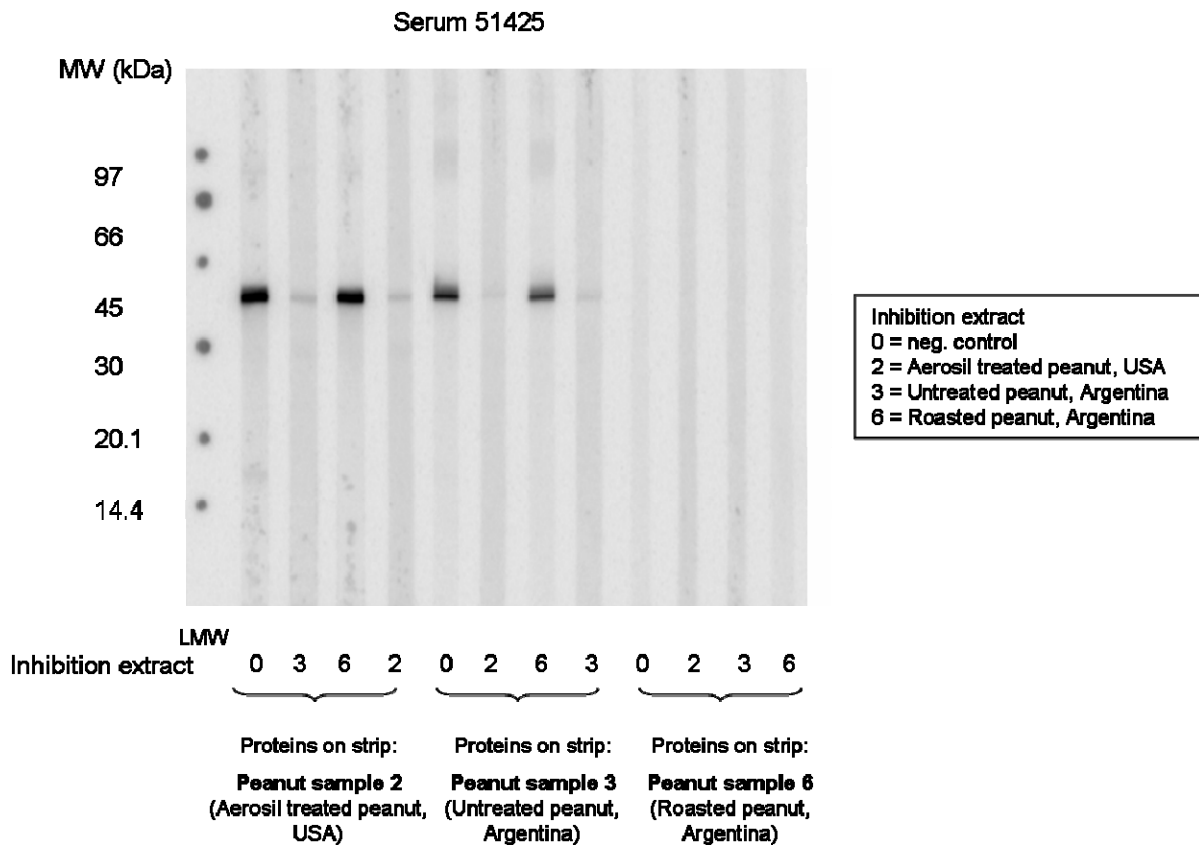 Serum 51425
MW (kDa)
97
66
45
30
20.1
14.4
Inhibition extract
0 = neg. control
2 = Aerosil treated peanut, USA
3 = Untreated peanut, Argentina
6 = Roasted peanut, Argentina
LMW
Inhibition extract 0 3 6 2 0 2 6 3 0 2 3 6
Proteins on strip: Proteins on strip: Proteins on strip:
Peanut sample 2 Peanut sample 3 Peanut sample 6
(Aerosil treated peanut, (Untreated peanut, (Roasted peanut,
USA) Argentina) Argentina)